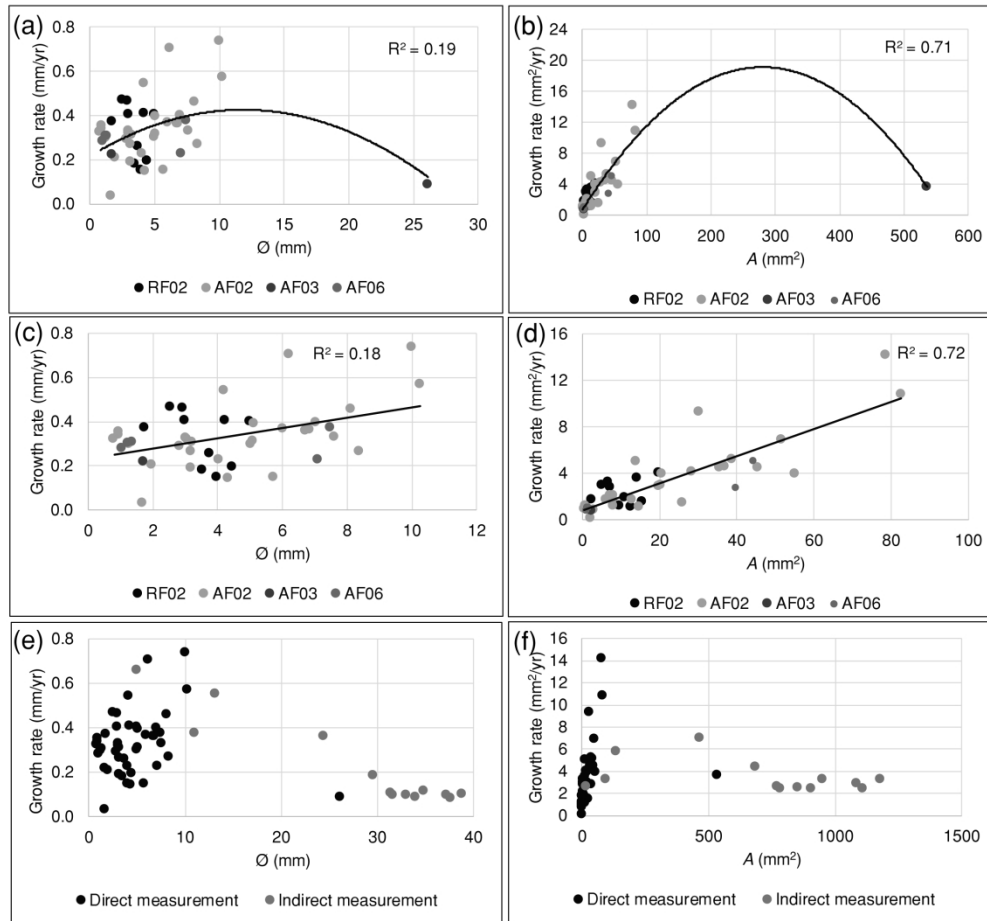 (a)
R² = 0.19
Growth rate (mm/yr)
0.8
0.6
0.4
0.2
0.0
0 5 10 15 20 25 30
Ø (mm)
RF02 AF02 AF03 AF06
(b)
R² = 0.71
Growth rate (mm²/yr)
24
20
16
12
8
4
0
0 100 200 300 400 500 600
A (mm²)
RF02 AF02 AF03 AF06
(c)
R² = 0.18
Growth rate (mm/yr)
0.8
0.6
0.4
0.2
0.0
0 2 4 6 8 10 12
Ø (mm)
RF02 AF02 AF03 AF06
(d)
R² = 0.72
Growth rate (mm²/yr)
16
12
8
4
0
0 20 40 60 80 100
A (mm²)
RF02 AF02 AF03 AF06
(e)
Growth rate (mm/yr)
0.8
0.6
0.4
0.2
0.0
0 10 20 30 40
Ø (mm)
Direct measurement Indirect measurement
(f)
Growth rate (mm²/yr)
16
14
12
10
8
6
4
2
0
0 500 1000 1500
A (mm²)
Direct measurement Indirect measurement